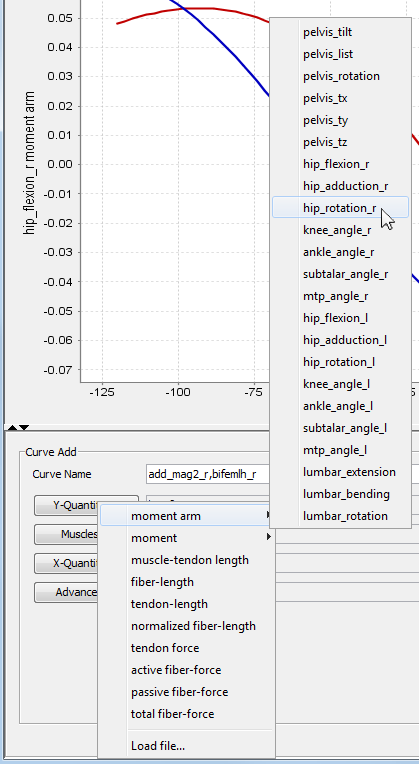 0.05
0.04
0.03
0.02
0.01
0.00
-0.01
-0.02
-0.03
-0.04
-0.05
-0.06
-0.07
hip_flexion_r moment arm
-125
-100
-75
pelvis_tilt
pelvis_list
pelvis_rotation
pelvis_tx
pelvis_ty
pelvis_tz
hip_flexion_r
hip_adduction_r
hip_rotation_r
knee_angle_r
ankle_angle_r
subtalar_angle_r
mtp_angle_r
hip_flexion_l
hip_adduction_l
hip_rotation_l
knee_angle_l
ankle_angle_l
subtalar_angle_l
mtp_angle_l
lumbar_extension
lumbar_bending
lumbar_rotation
Curve Add
Curve Name
add_mag2_r,bifemlh_r
Y-Quanti
Muscles
X-Quanti
Advance
moment arm
moment
muscle-tendon length
fiber-length
tendon-length
normalized fiber-length
tendon force
active fiber-force
passive fiber-force
total fiber-force
Load file...